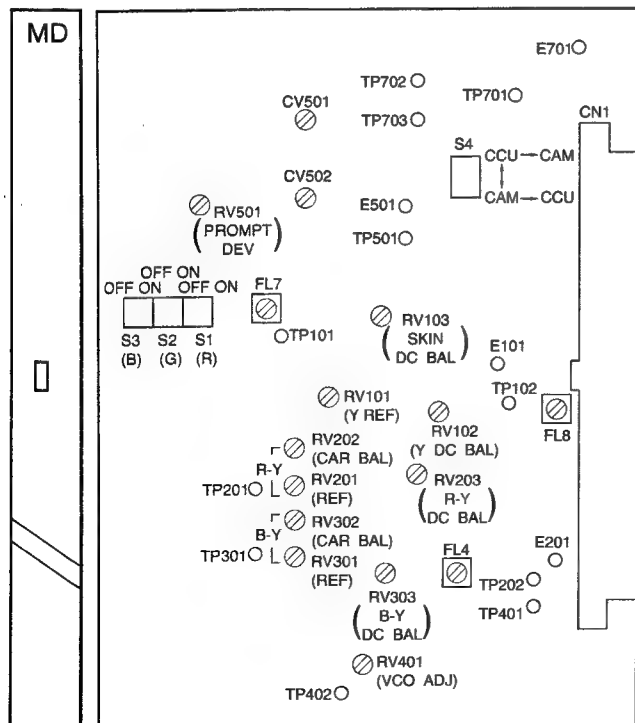 MD
E701
TP702
TP701
CV501
TP703
CN1
S4
CCU→CAM
CAM→CCU
CV502
RV501
(PROMPT
DEV)
E501
TP501
OFF ON
OFF ON OFF ON
FL7
S3 S2 S1
(B) (G) (R)
TP101
RV103
(SKIN
DC BAL)
E101
TP102
RV101
(Y REF)
RV102
(Y DC BAL)
FL8
RV202
(CAR BAL)
R-Y
TP201
RV201
(REF)
RV203
(R-Y
DC BAL)
RV302
(CAR BAL)
B-Y
TP301
RV301
(REF)
FL4
E201
TP202
TP401
RV303
(B-Y
DC BAL)
RV401
(VCO ADJ)
TP402